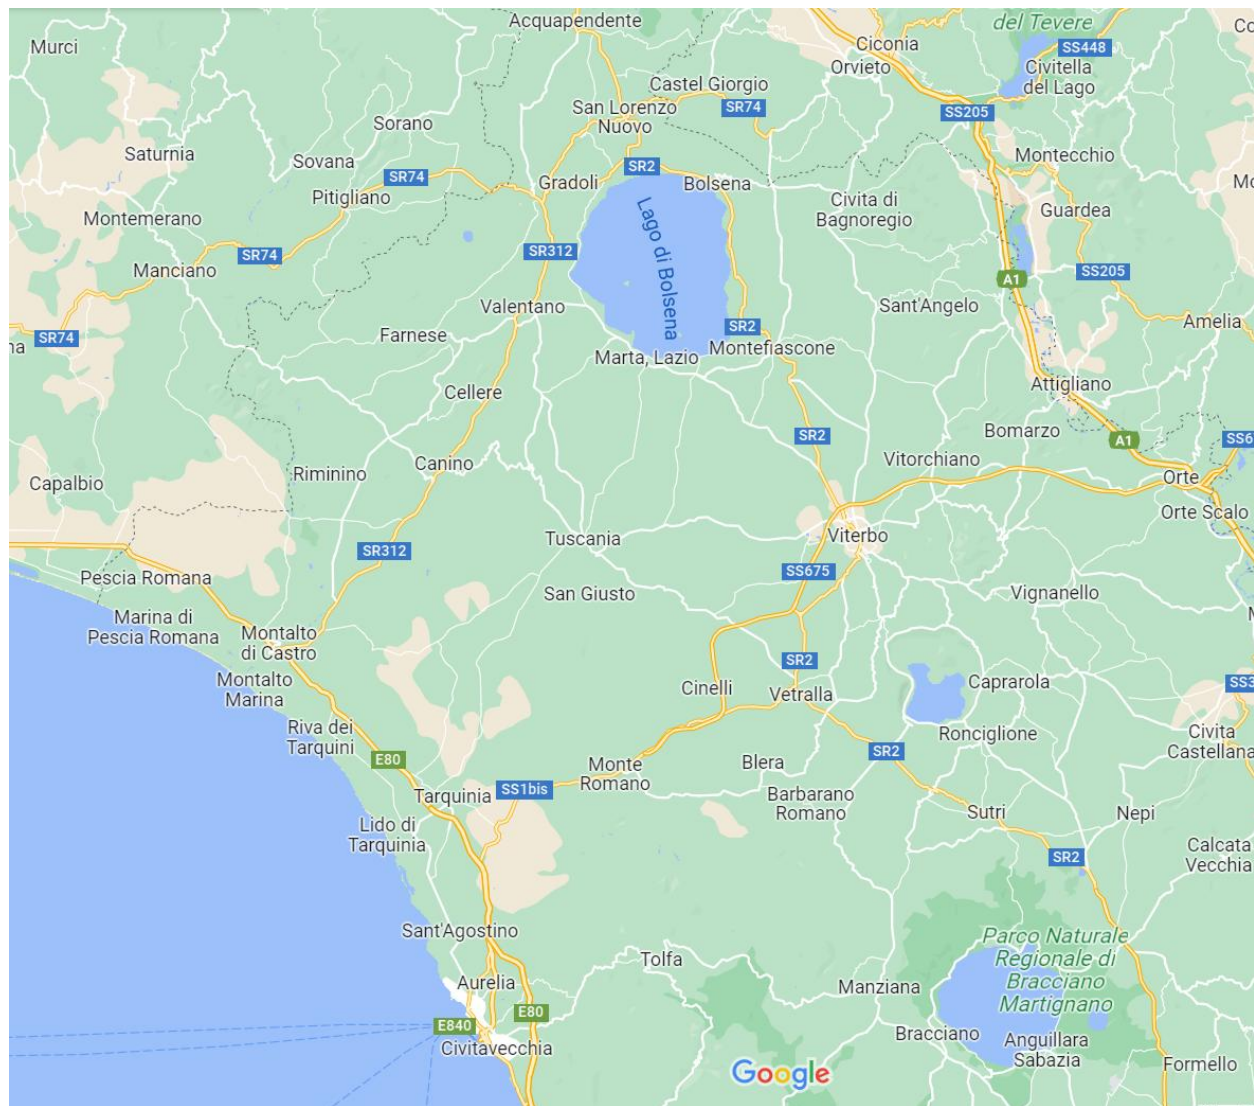 Acquapendente
del Tevere
Murci
Ciconia
SS448
Orvieto
Civitella
del Lago
Castel Giorgio
San Lorenzo
Nuovo
SR74
SS205
Sorano
Saturnia
Sovana
SR74
Pitigliano
Gradoli
SR2
Bolsena
Montecchio
Montemerano
Civita di
Bagnoregio
Guardea
SR74
Manciano
SR312
Lago di Bolsena
A1
SS205
Valentano
Sant'Angelo
SR74
Farnese
SR2
Amelia
Marta, Lazio
Montefiascone
Cellere
Attigliano
SR2
Bomarzo
A1
SS6
Capalbio
Riminino
Canino
Vitorchiano
Orte
Orte Scalo
SR312
Tuscania
Viterbo
Pescia Romana
SS675
San Giusto
Vignanello
Marina di
Pescia Romana
Montalto
di Castro
SR2
Montalto
Marina
Cinelli
Vetralla
Caprarola
SS3
Riva dei
Tarquini
Ronciglione
Civita
Castellana
E80
SR2
Monte
Romano
Blera
Tarquinia
SS1bis
Barbarano
Romano
Sutri
Nepi
Lido di
Tarquinia
SR2
Calcata
Vecchia
Sant'Agostino
Parco Naturale
Regionale di
Bracciano
Martignano
Tolfa
Aurelia
Manziana
E840
E80
Bracciano
Anguillara
Sabazia
Civitavecchia
Google
Formello